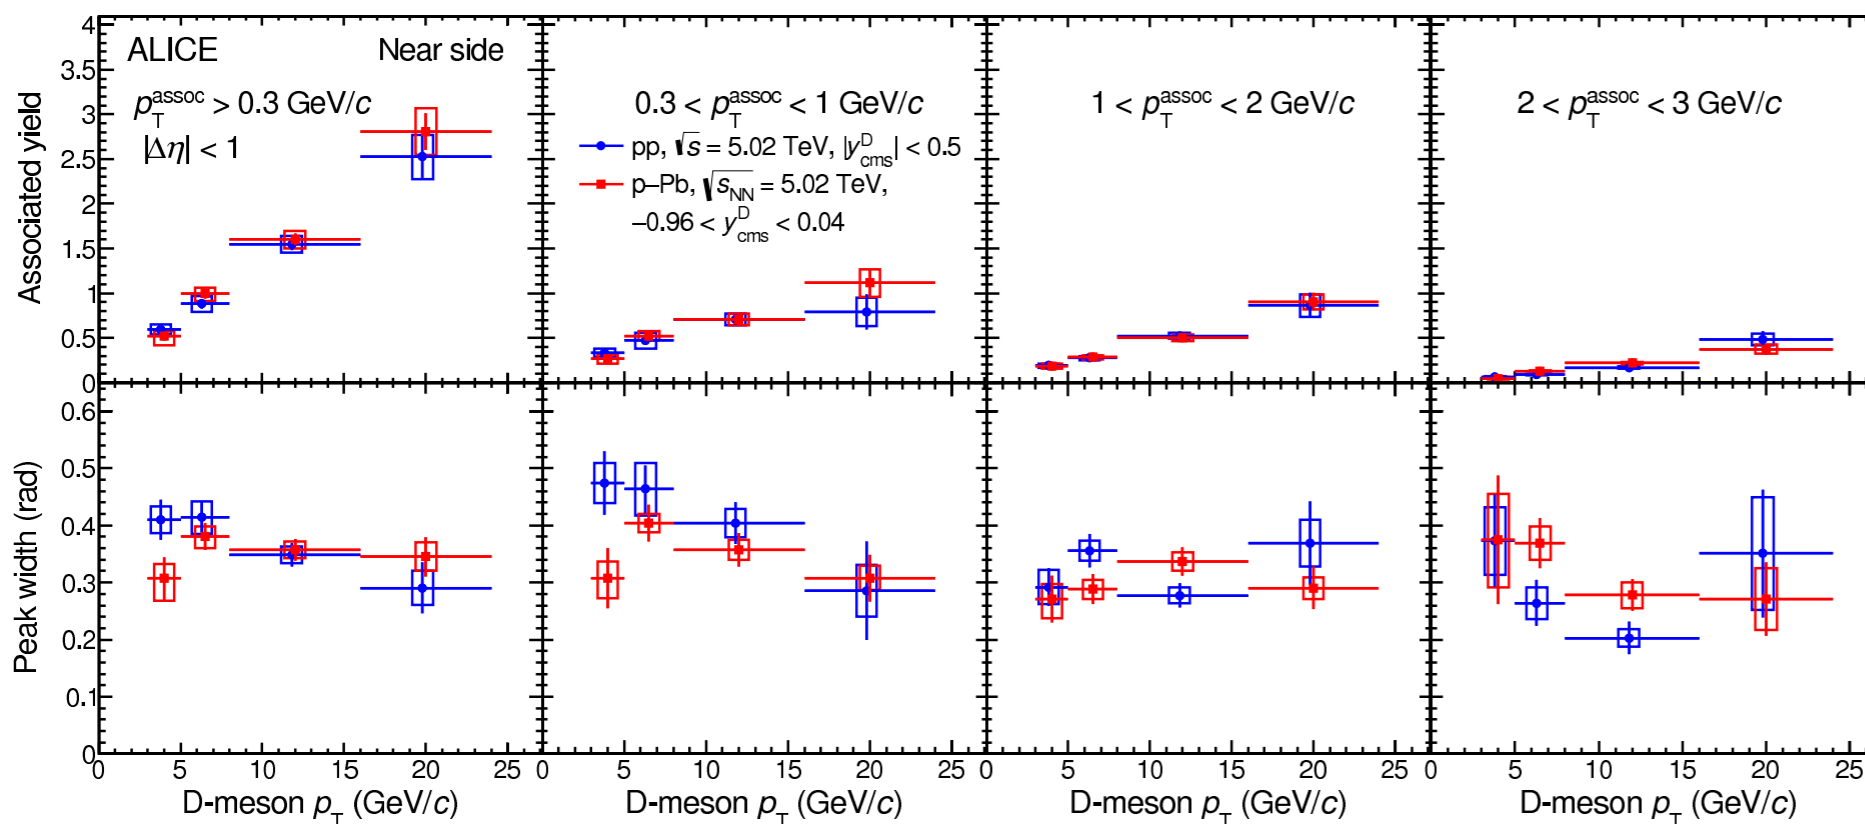 ALICE Near side
p_T^assoc > 0.3 GeV/c
|Δη| < 1
0.3 < p_T^assoc < 1 GeV/c
pp, √s = 5.02 TeV, |y_cms^D| < 0.5
p–Pb, √s_NN = 5.02 TeV,
−0.96 < y_cms^D < 0.04
1 < p_T^assoc < 2 GeV/c
2 < p_T^assoc < 3 GeV/c
Associated yield
4
3.5
3
2.5
2
1.5
1
0.5
0
Peak width (rad)
0.6
0.5
0.4
0.3
0.2
0.1
0
0 5 10 15 20 25 0 5 10 15 20 25 0 5 10 15 20 25 0 5 10 15 20 25
D-meson p_T (GeV/c) D-meson p_T (GeV/c) D-meson p_T (GeV/c) D-meson p_T (GeV/c)